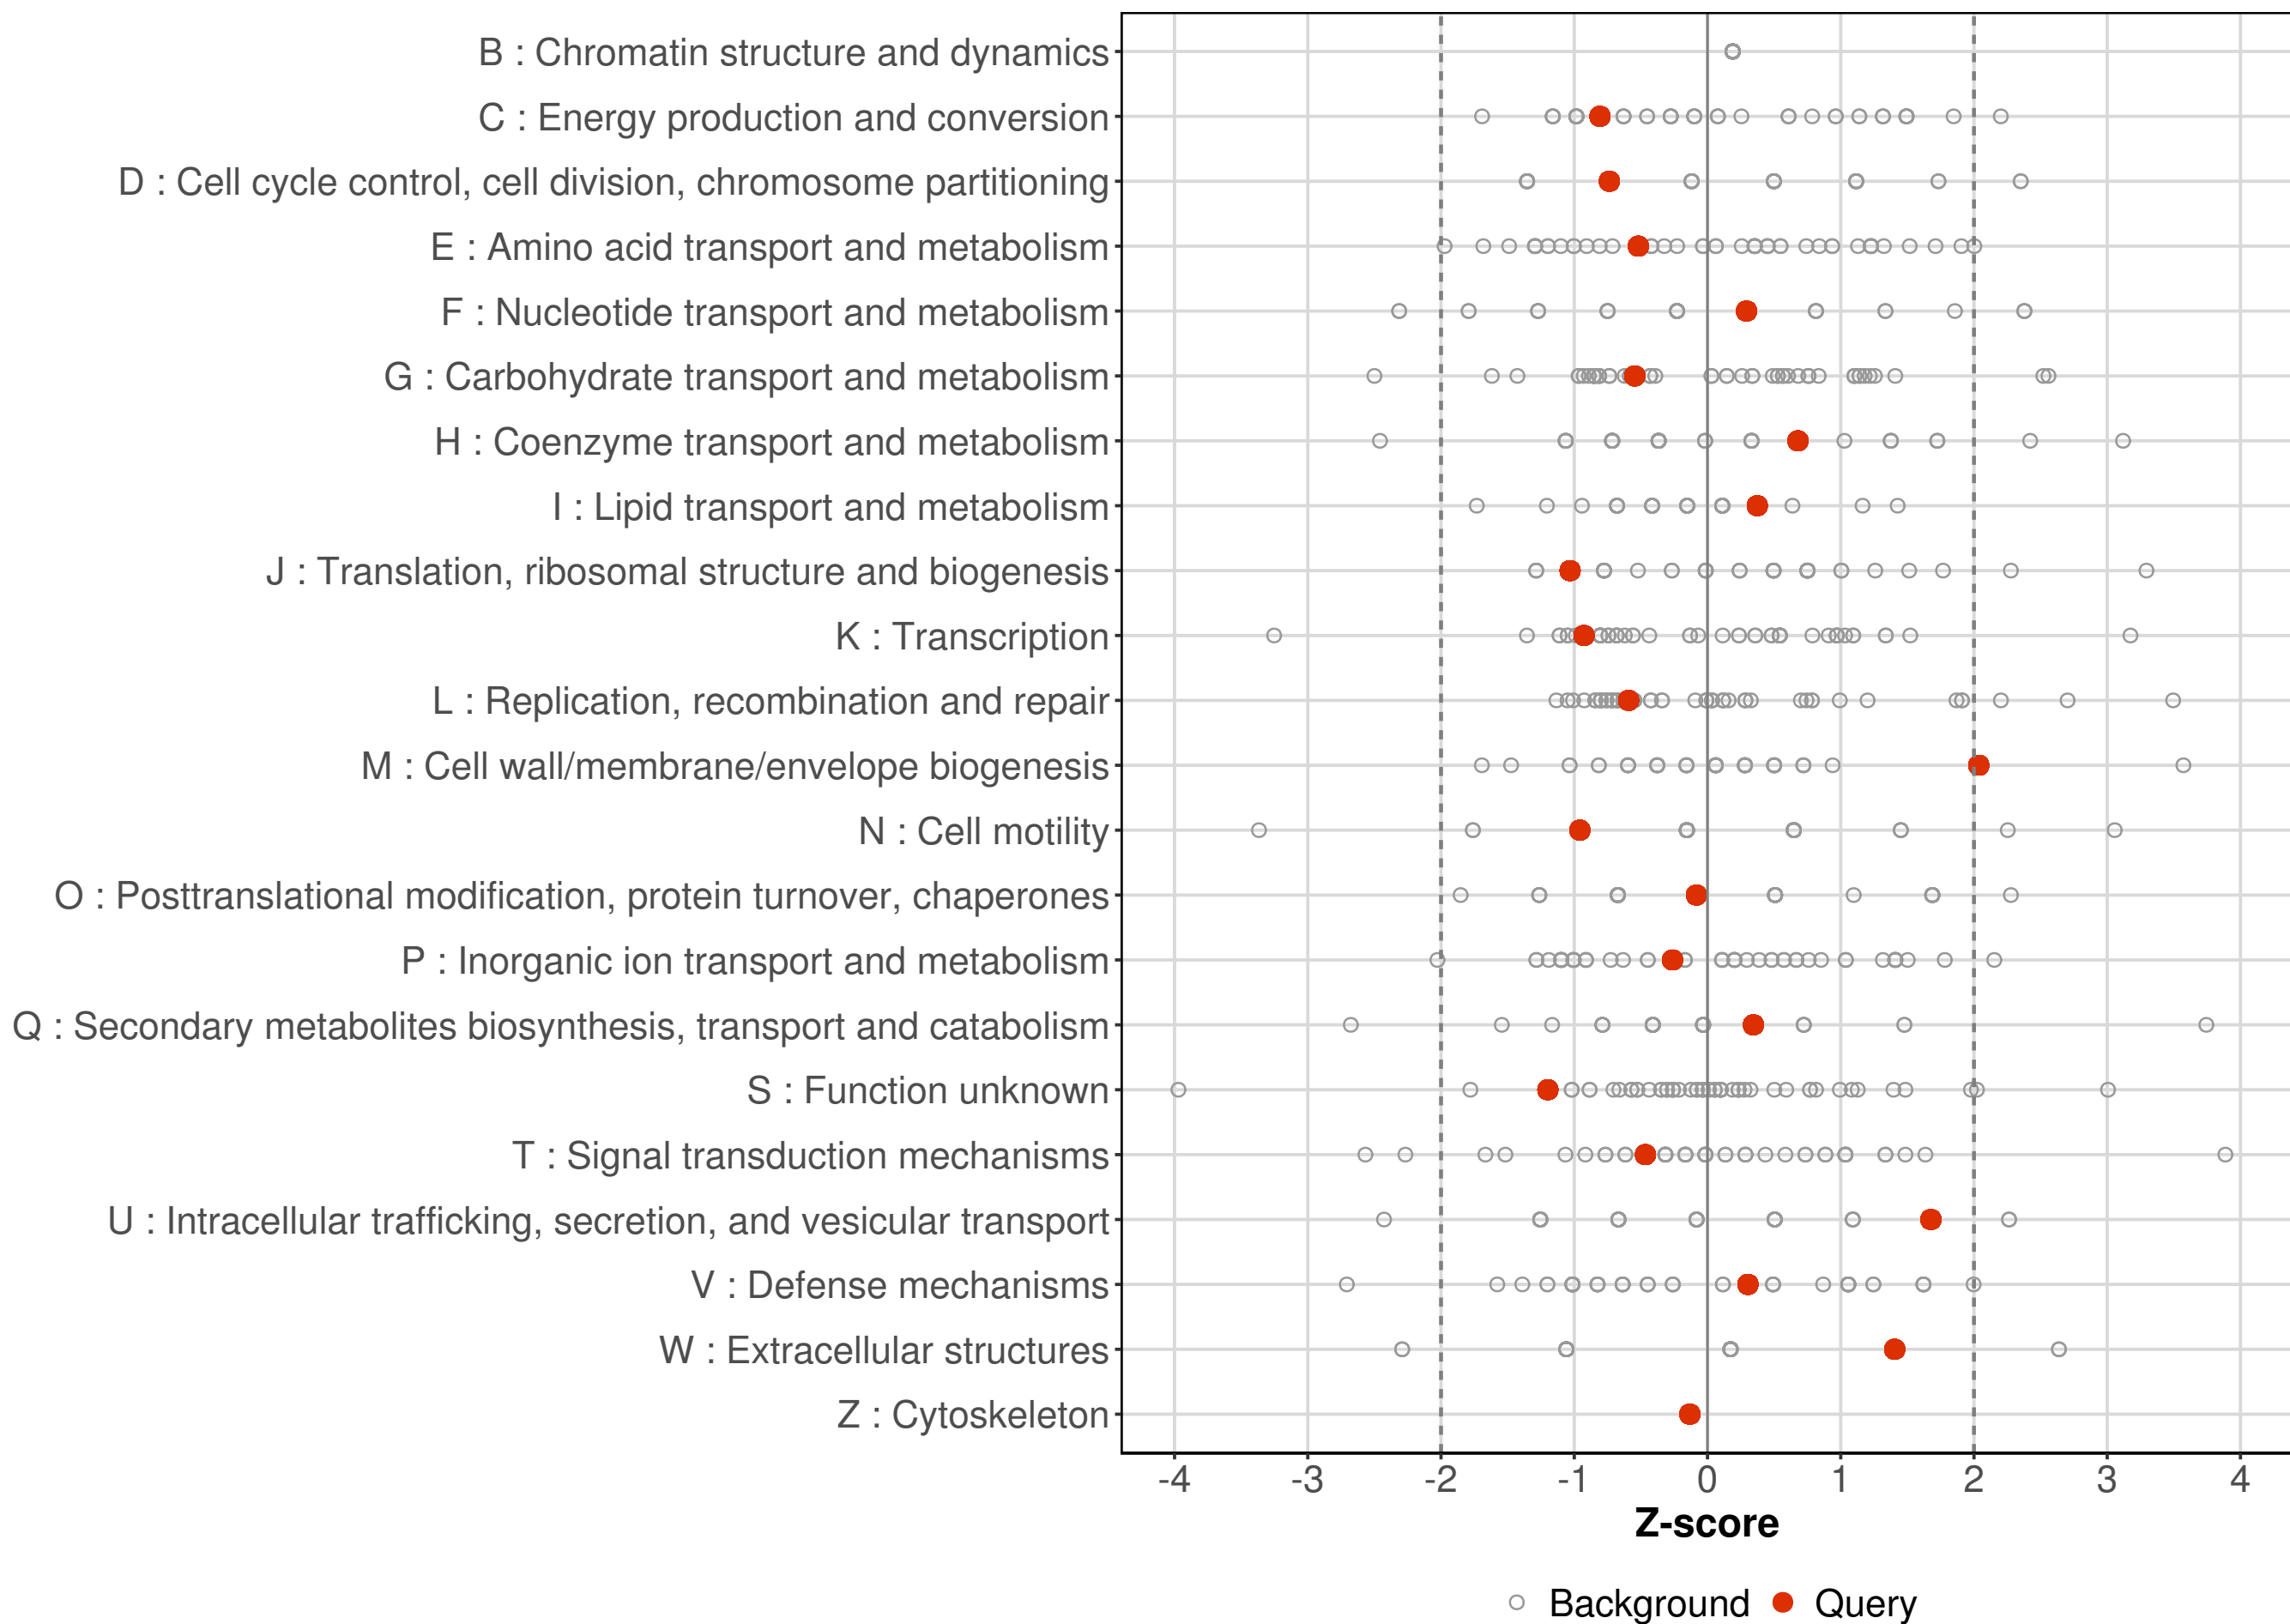 B : Chromatin structure and dynamics
C : Energy production and conversion
D : Cell cycle control, cell division, chromosome partitioning
E : Amino acid transport and metabolism
F : Nucleotide transport and metabolism
G : Carbohydrate transport and metabolism
H : Coenzyme transport and metabolism
I : Lipid transport and metabolism
J : Translation, ribosomal structure and biogenesis
K : Transcription
L : Replication, recombination and repair
M : Cell wall/membrane/envelope biogenesis
N : Cell motility
O : Posttranslational modification, protein turnover, chaperones
P : Inorganic ion transport and metabolism
Q : Secondary metabolites biosynthesis, transport and catabolism
S : Function unknown
T : Signal transduction mechanisms
U : Intracellular trafficking, secretion, and vesicular transport
V : Defense mechanisms
W : Extracellular structures
Z : Cytoskeleton
-4 -3 -2 -1 0 1 2 3 4
Z-score
Background Query